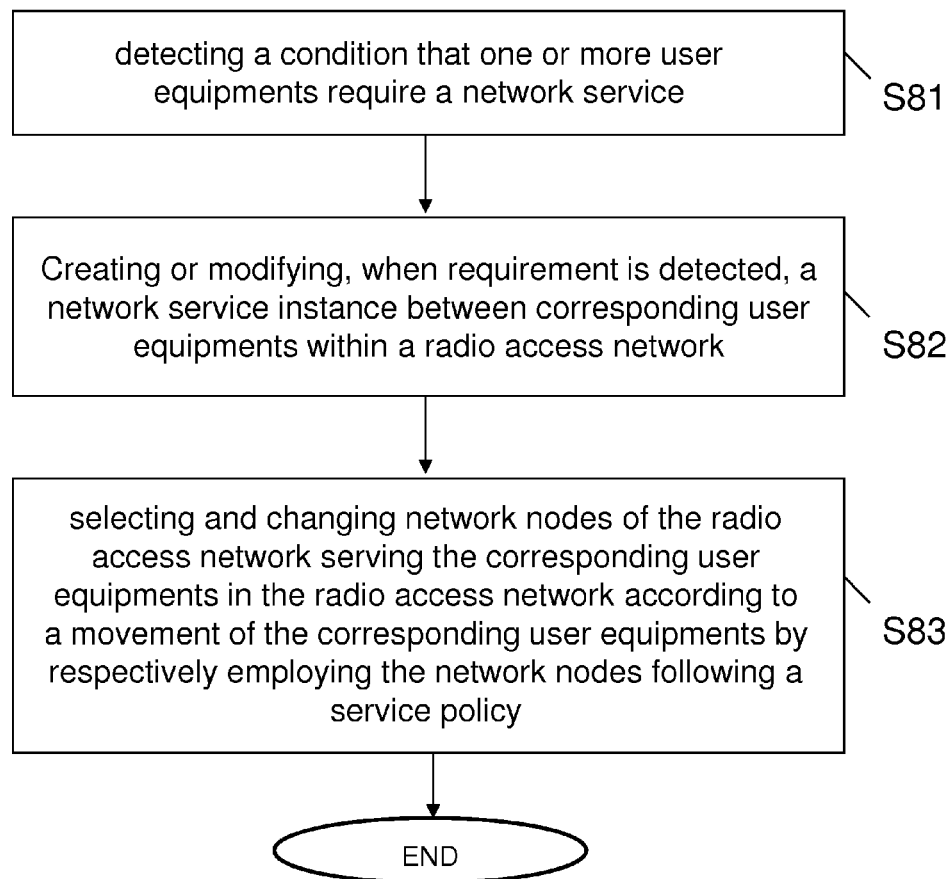 detecting a condition that one or more user
equipments require a network service
S81
Creating or modifying, when requirement is detected, a
network service instance between corresponding user
equipments within a radio access network
S82
selecting and changing network nodes of the radio
access network serving the corresponding user
equipments in the radio access network according to
a movement of the corresponding user equipments by
respectively employing the network nodes following a
service policy
S83
END